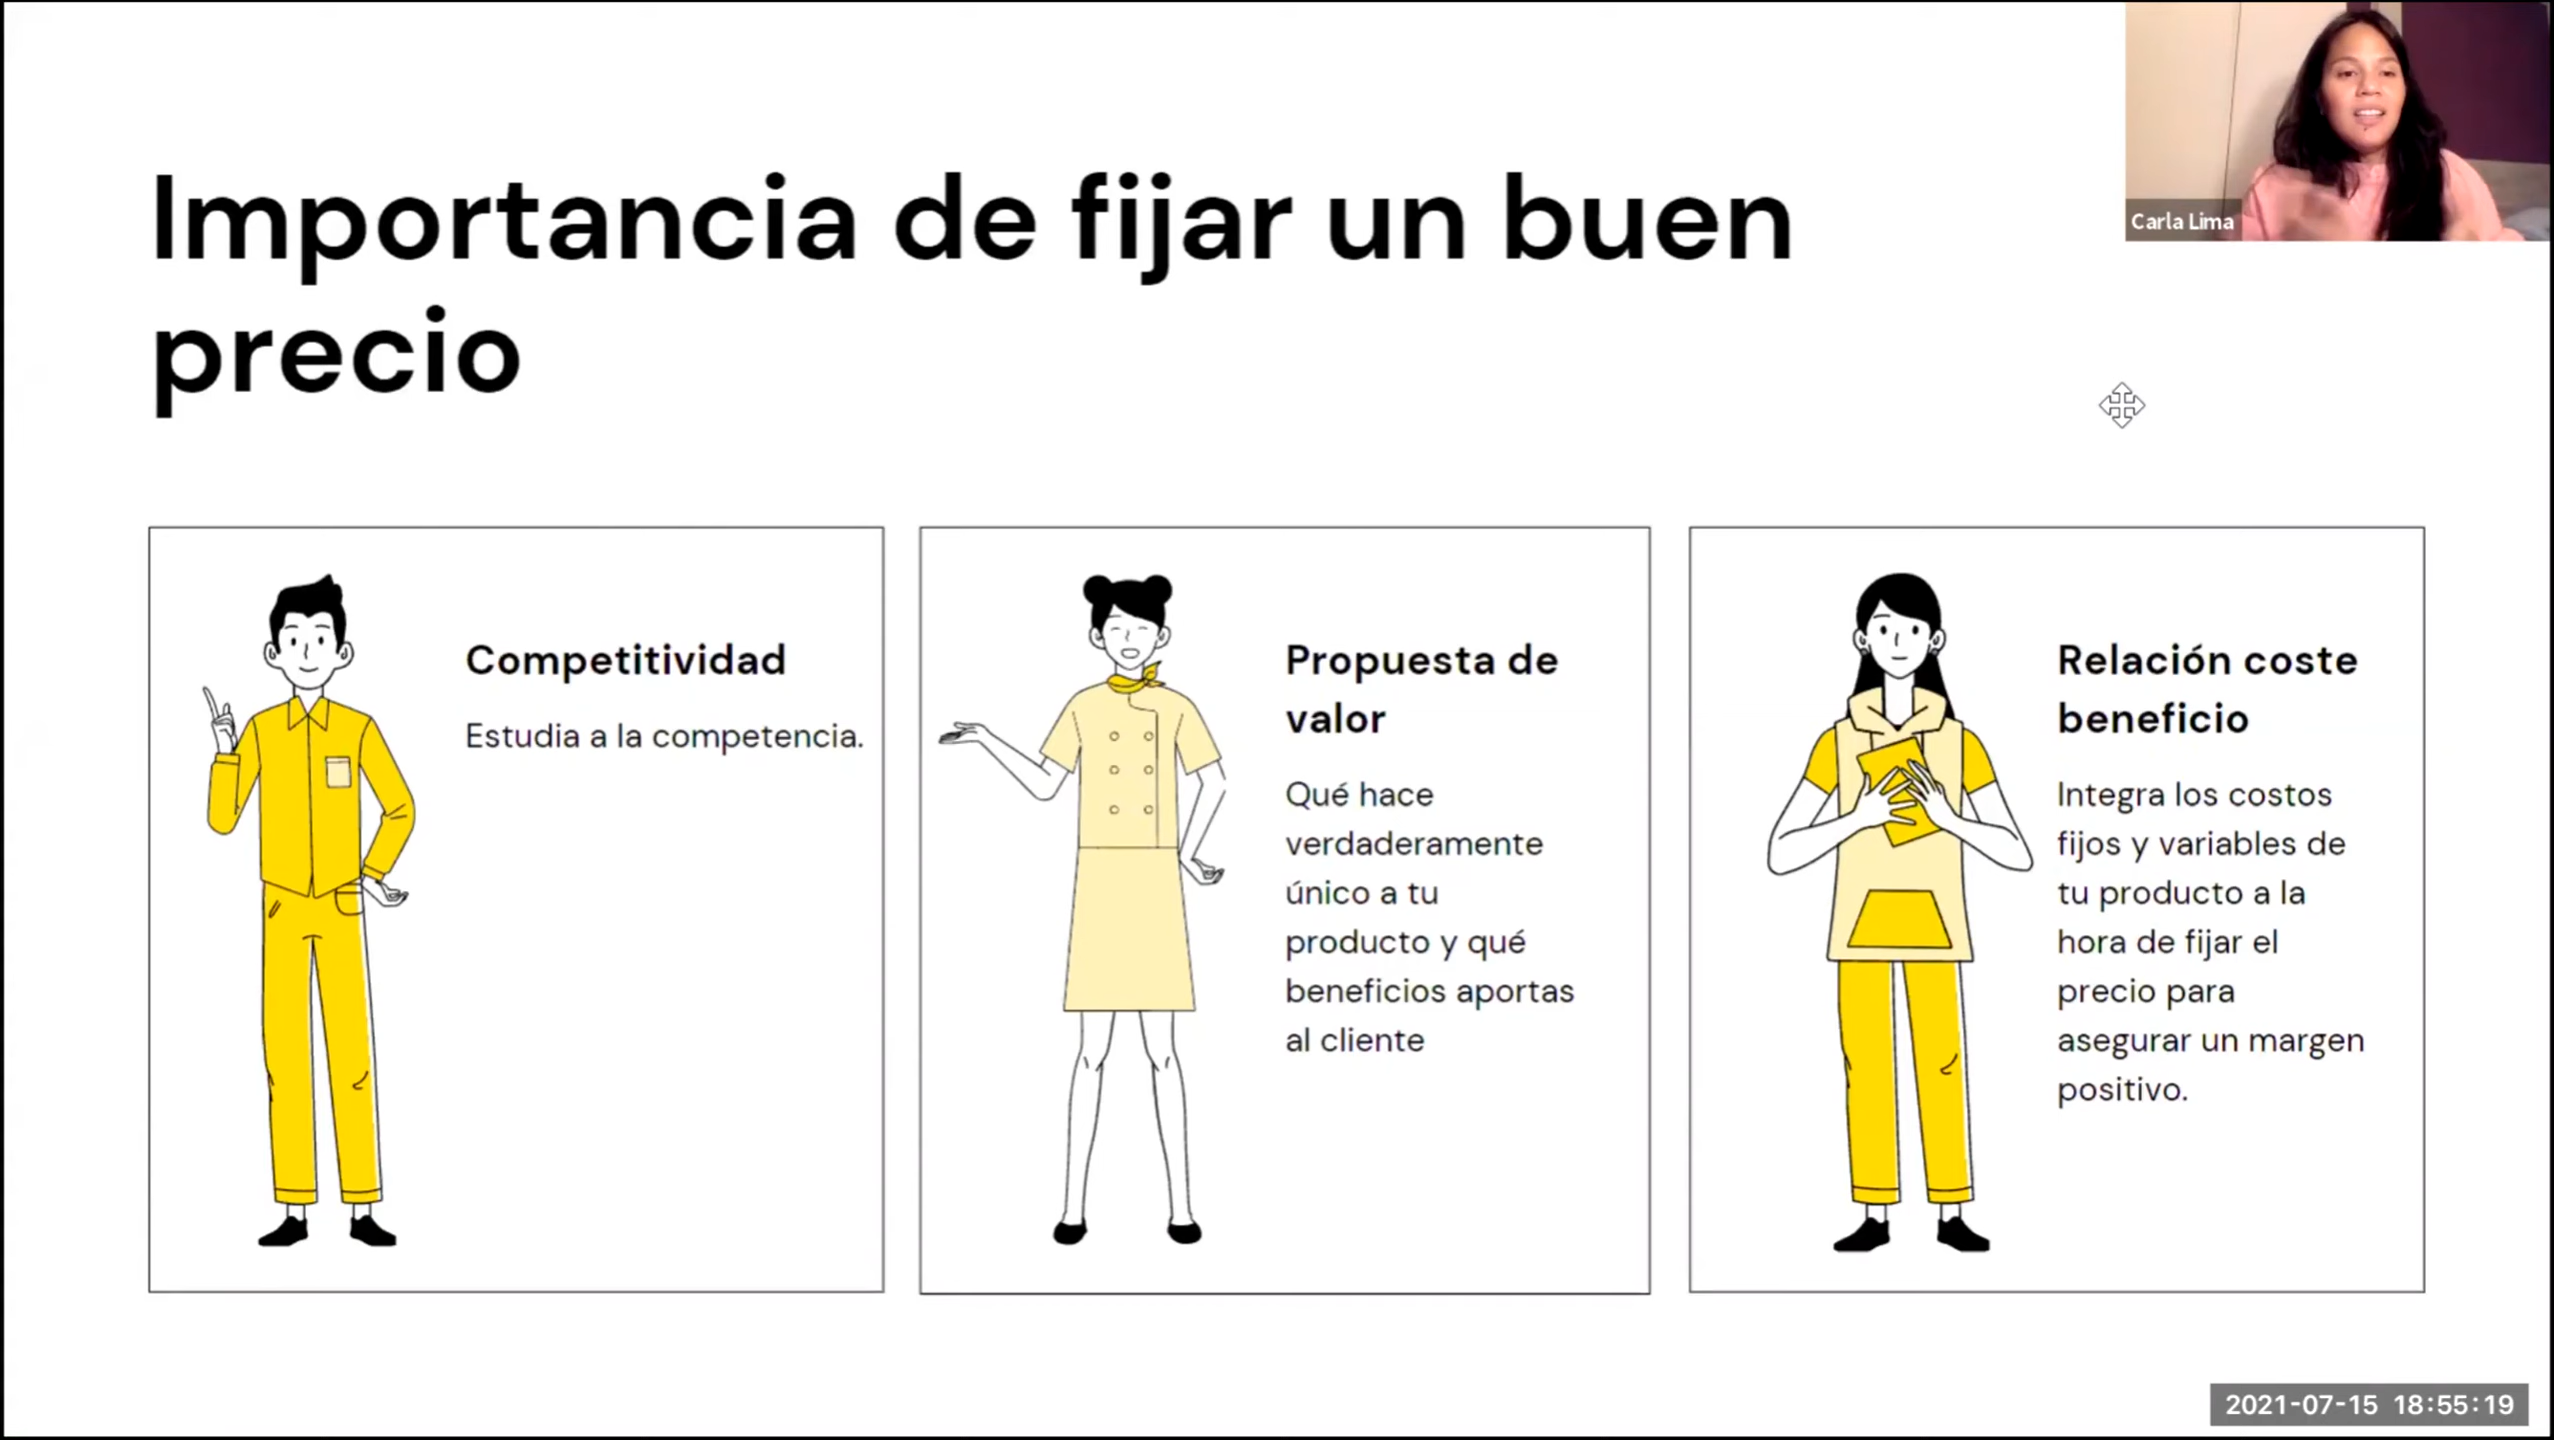 Importancia de fijar un buen
precio
Carla Lima
Competitividad
Estudia a la competencia.
Propuesta de
valor
Qué hace
verdaderamente
único a tu
producto y qué
beneficios aportas
al cliente
Relación coste
beneficio
Integra los costos
fijos y variables de
tu producto a la
hora de fijar el
precio para
asegurar un margen
positivo.
2021-07-15 18:55:19